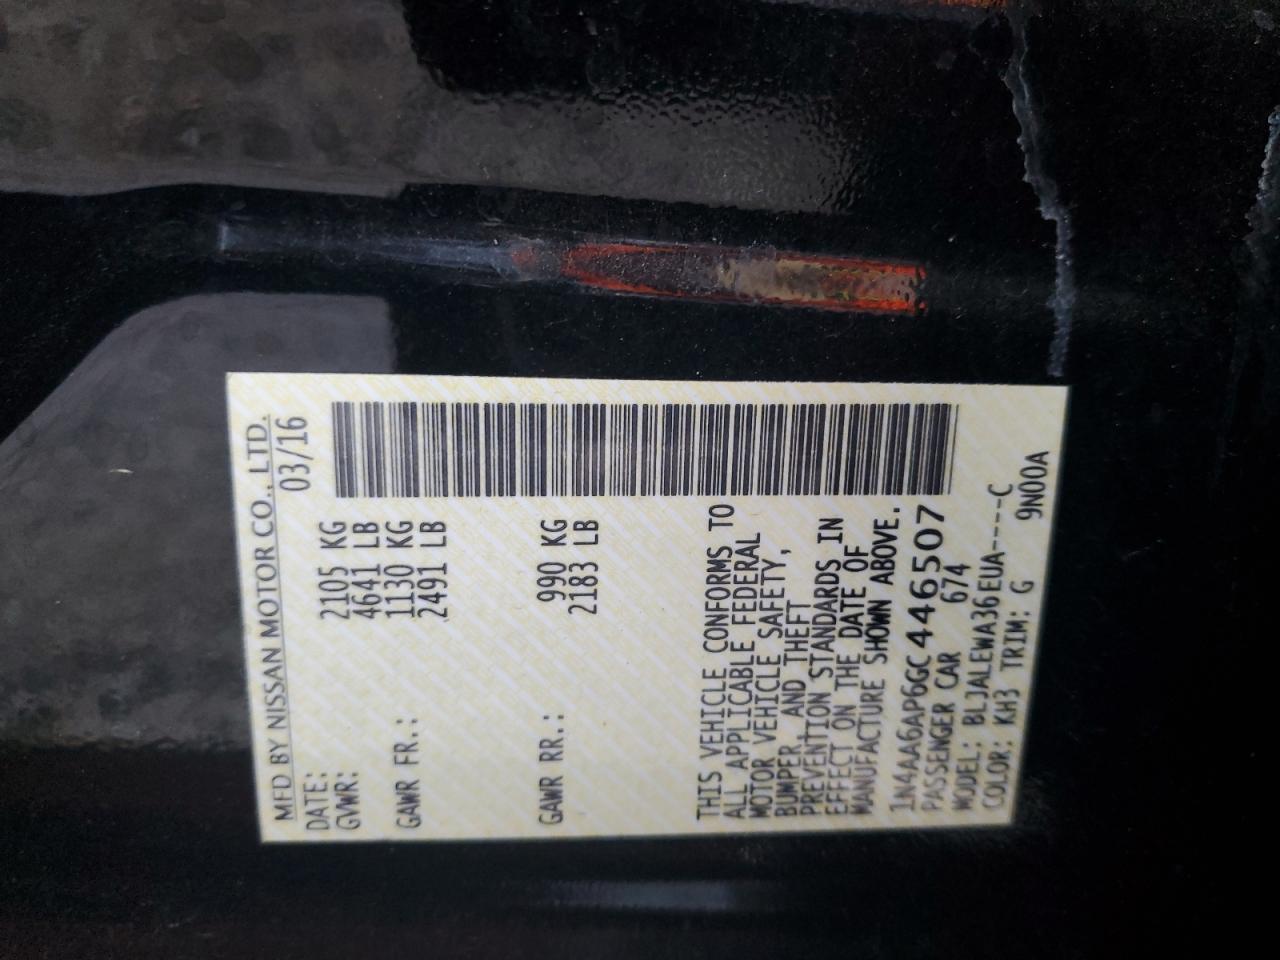 MFD BY NISSAN MOTOR CO., LTD.
DATE: 03/16
GVWR: 2105 KG
4641 LB
GAWR FR.: 1130 KG
2491 LB
GAWR RR.: 990 KG
2183 LB
THIS VEHICLE CONFORMS TO
ALL APPLICABLE FEDERAL
MOTOR VEHICLE SAFETY,
BUMPER, AND THEFT
PREVENTION STANDARDS IN
EFFECT ON THE DATE OF
MANUFACTURE SHOWN ABOVE.
1N4AA6AP6GC446507
PASSENGER CAR 674
MODEL: BLJALEWA36EUA----C
COLOR: KH3 TRIM: G 9N00A